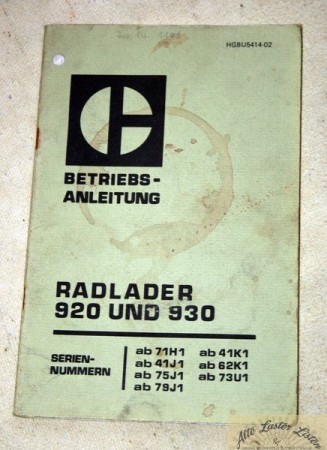 HGBU5414-02
BETRIEBS-
ANLEITUNG
RADLADER
920 UND 930
SERIEN-
NUMMERN
ab 71H1 ab 41K1
ab 41J1 ab 62K1
ab 75J1 ab 73U1
ab 79J1
Alte Laster Listen